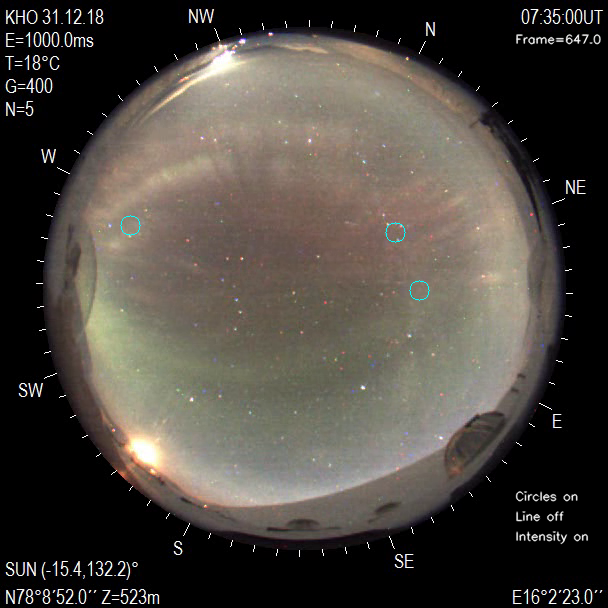 KHO 31.12.18
E=1000.0ms
T=18°C
G=400
N=5
07:35:00UT
Frame=647.0
NW
N
W
NE
SW
E
S
SE
Circles on
Line off
Intensity on
SUN (-15.4,132.2)°
N78°8′52.0′′ Z=523m
E16°2′23.0′′